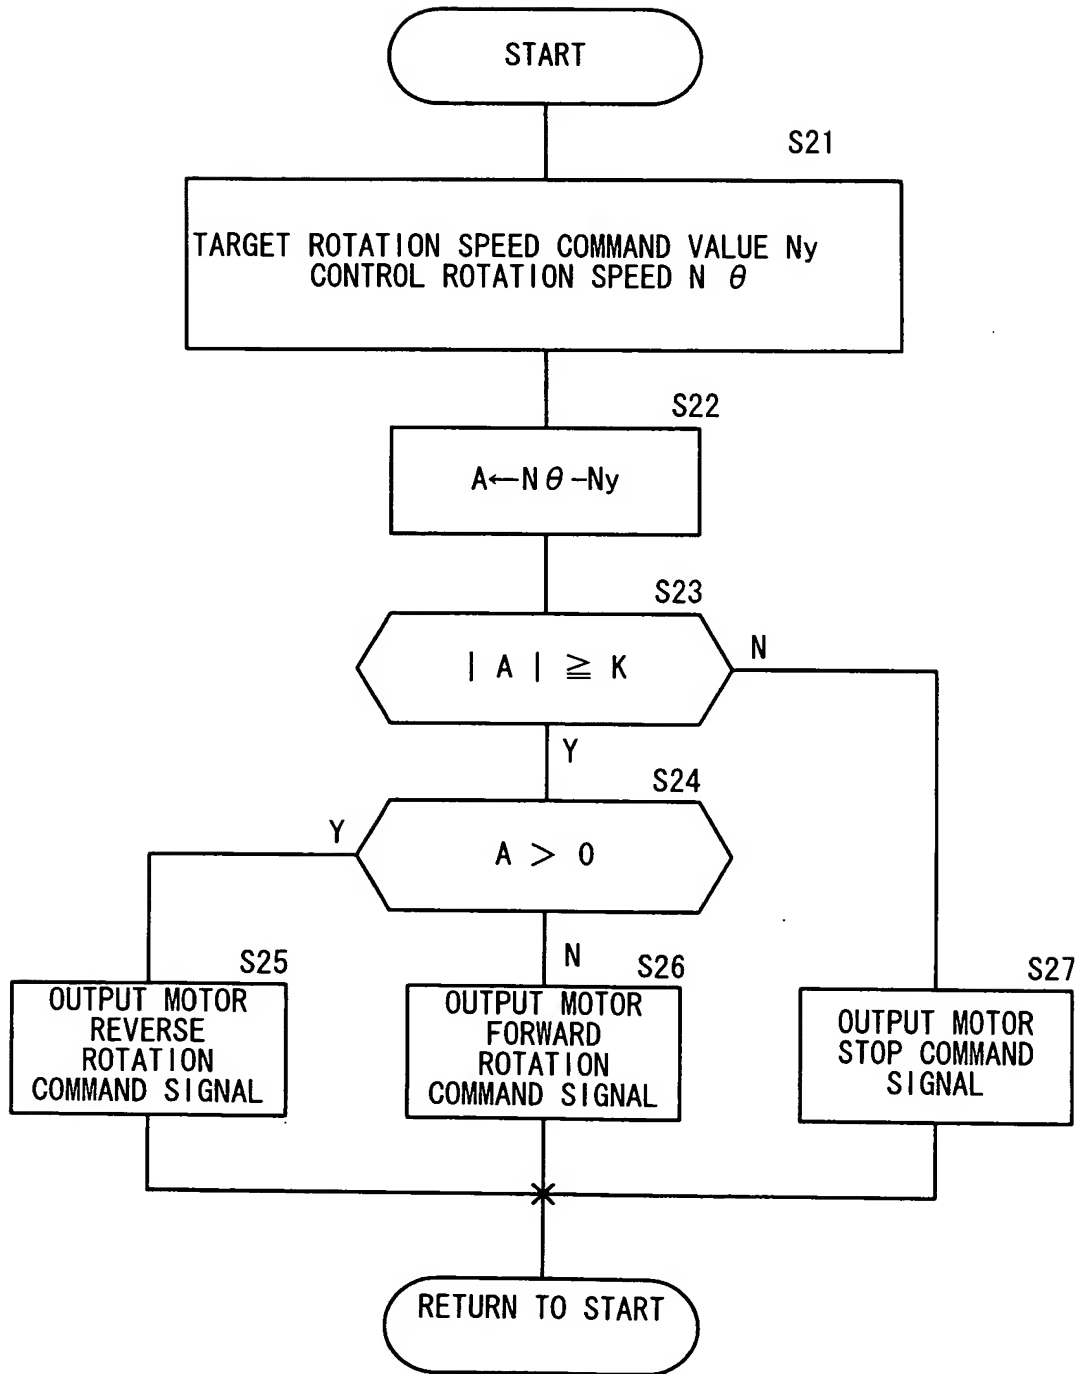 START
S21
TARGET ROTATION SPEED COMMAND VALUE Ny
CONTROL ROTATION SPEED N θ
S22
A←Nθ-Ny
S23
| A | ≧ K
N
Y
S24
Y
A > 0
N
S25
OUTPUT MOTOR
REVERSE
ROTATION
COMMAND SIGNAL
S26
OUTPUT MOTOR
FORWARD
ROTATION
COMMAND SIGNAL
S27
OUTPUT MOTOR
STOP COMMAND
SIGNAL
RETURN TO START